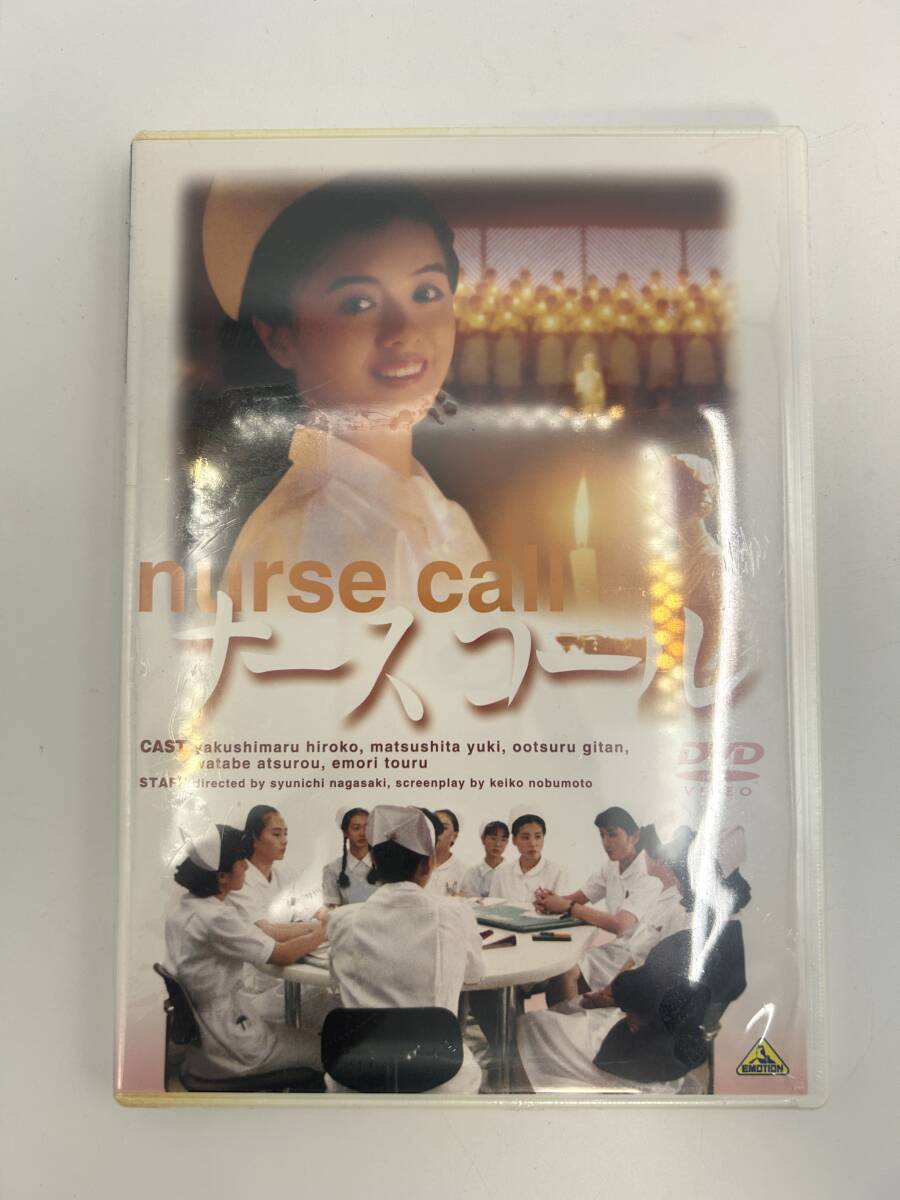 nurse call
ナースコール
CAST yakushimaru hiroko, matsushita yuki, ootsuru gitan,
watabe atsurou, emori touru
STAFF directed by syunichi nagasaki, screenplay by keiko nobumoto
DVD
VIDEO
EMOTION